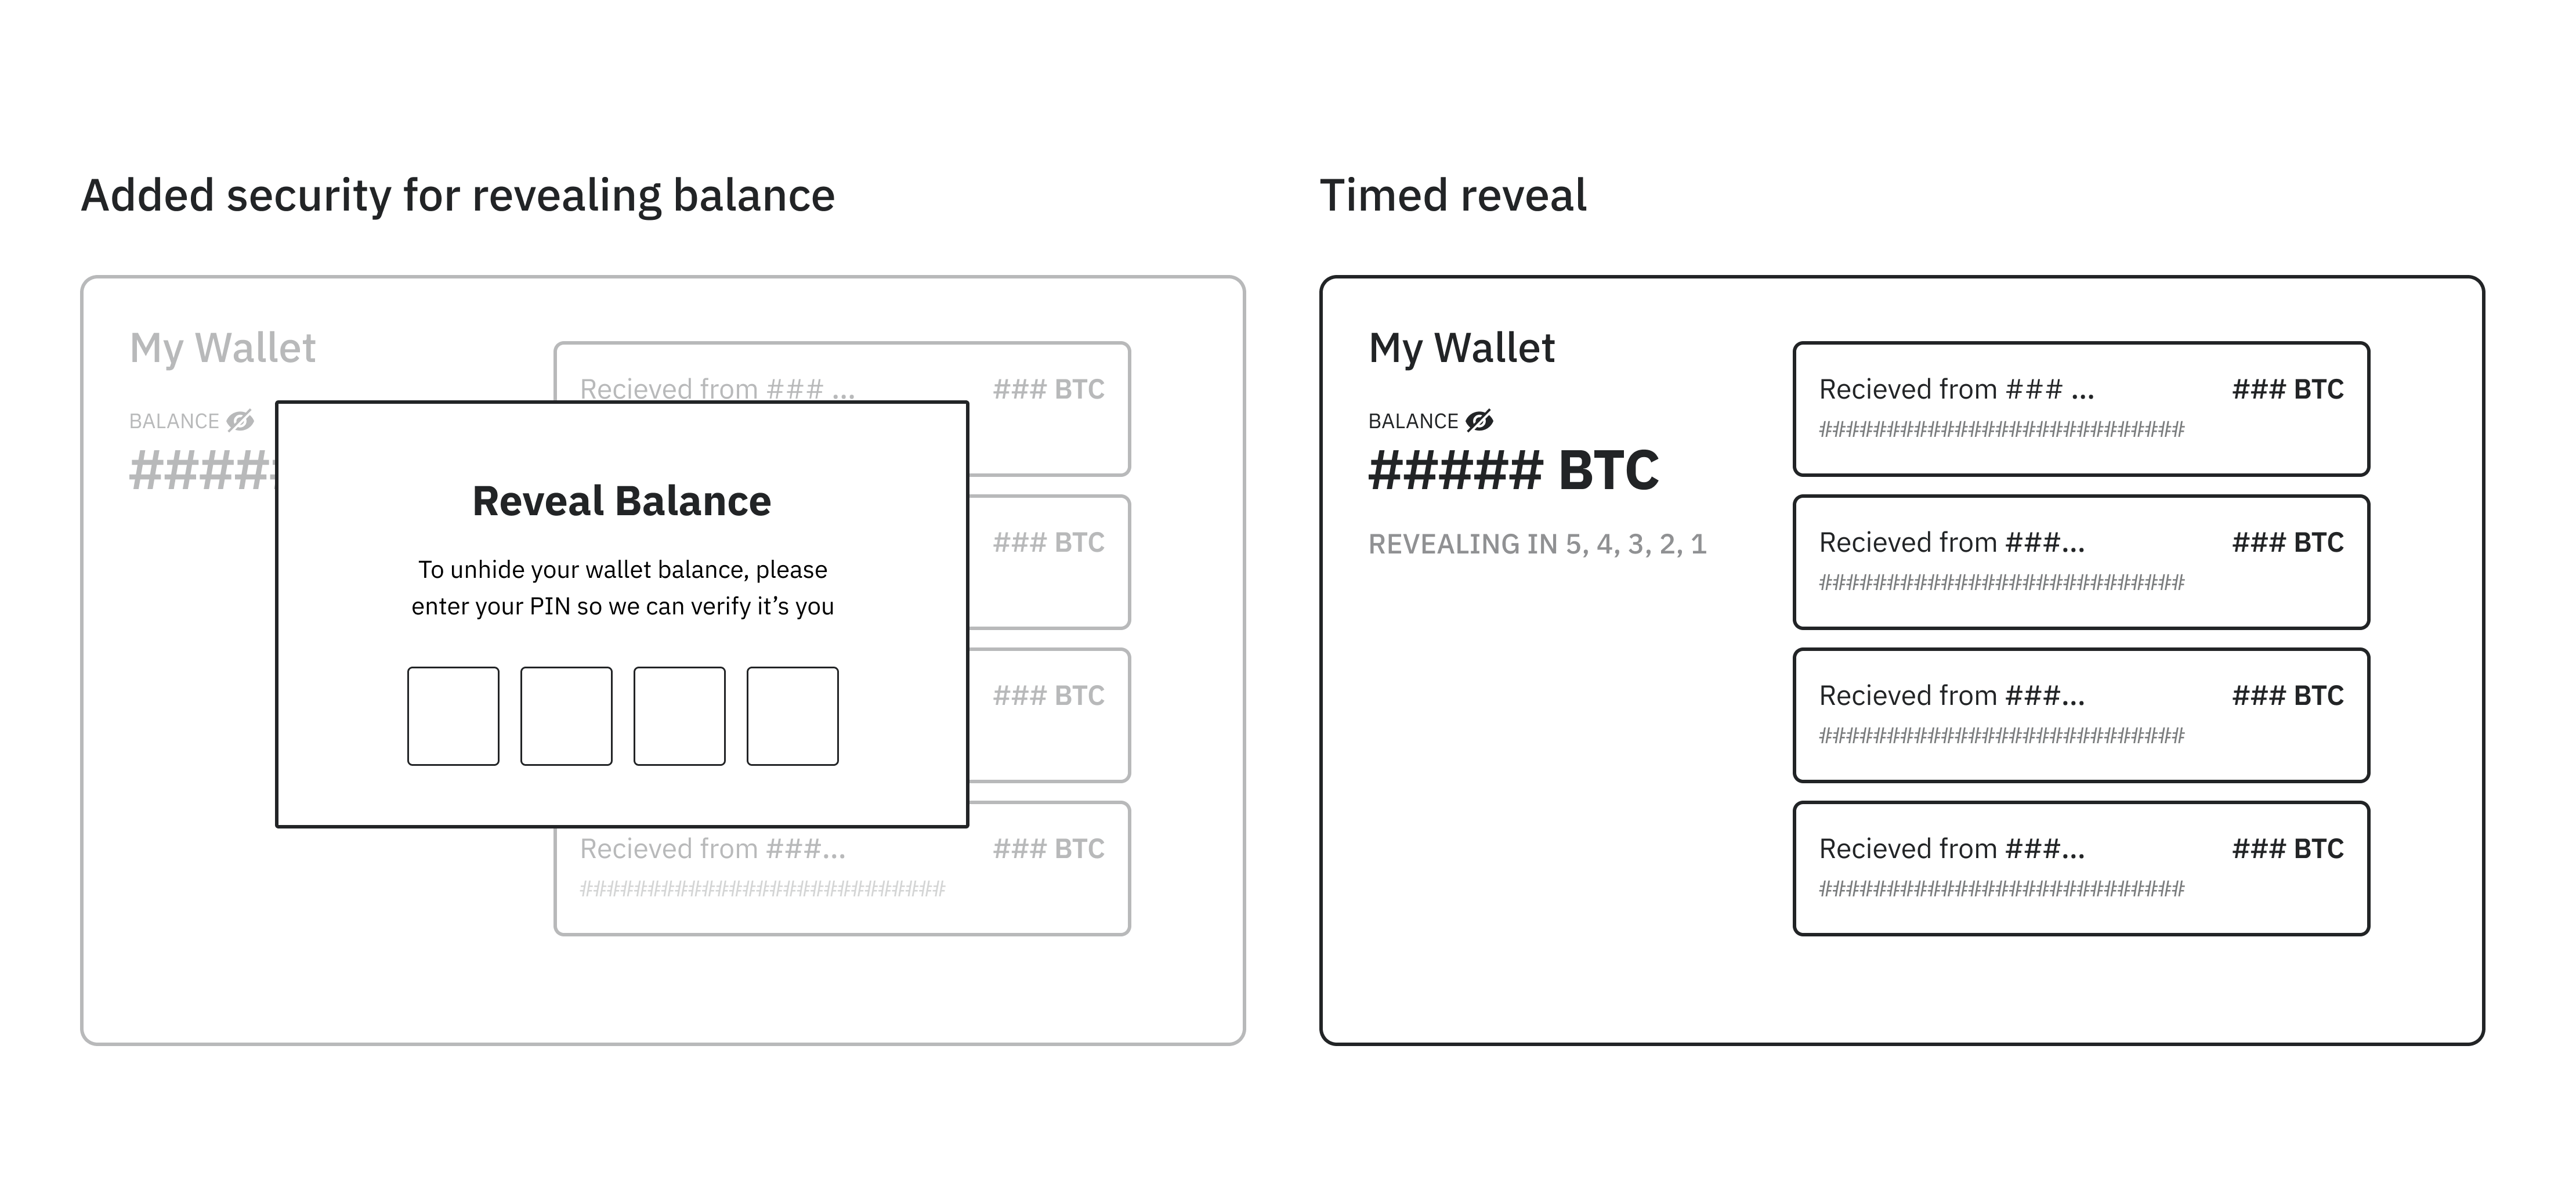 Added security for revealing balance
My Wallet
BALANCE
#####
Recieved from ### ...
### BTC
### BTC
### BTC
Recieved from ###...
### BTC
###########################
Reveal Balance
To unhide your wallet balance, please
enter your PIN so we can verify it’s you
Timed reveal
My Wallet
BALANCE
##### BTC
REVEALING IN 5, 4, 3, 2, 1
Recieved from ### ...
### BTC
###########################
Recieved from ###...
### BTC
###########################
Recieved from ###...
### BTC
###########################
Recieved from ###...
### BTC
###########################